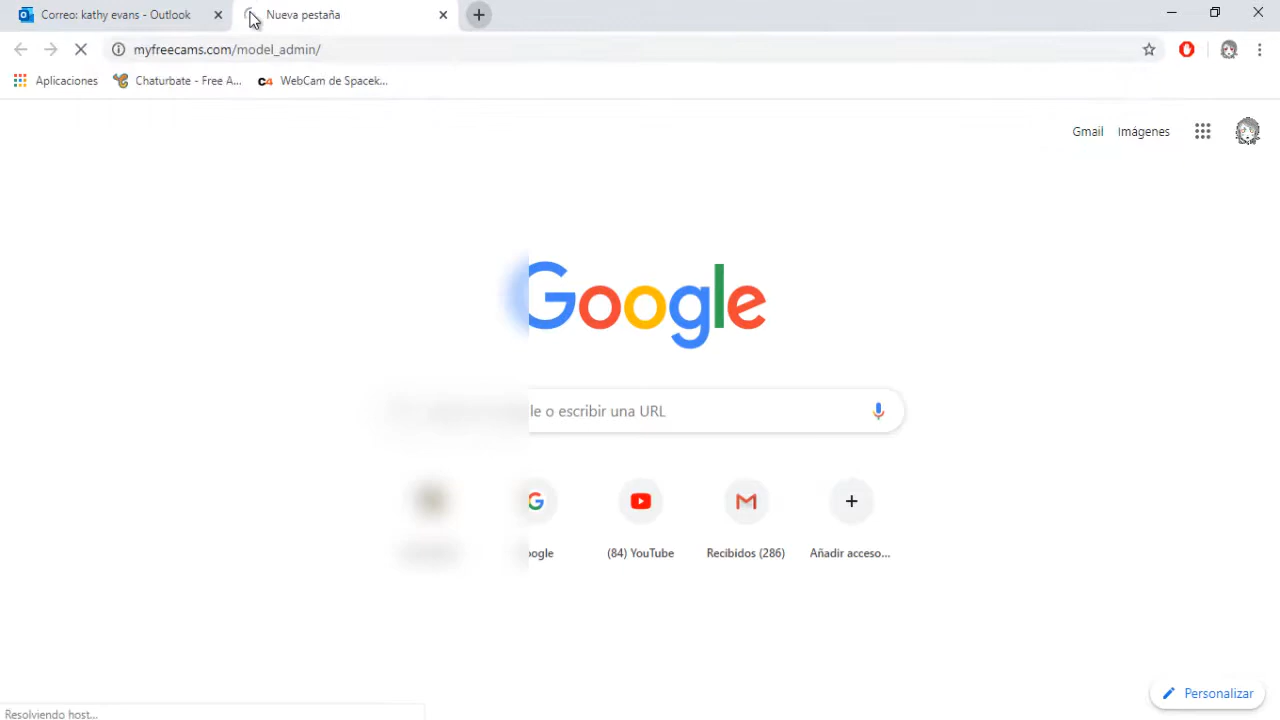 Correo: kathy evans - Outlook
Nueva pestaña
myfreecams.com/model_admin/
Aplicaciones
Chaturbate - Free A...
C4 WebCam de Spacek...
Gmail
Imágenes
Google
le o escribir una URL
oogle
(84) YouTube
Recibidos (286)
Añadir acceso...
Personalizar
Resolviendo host...